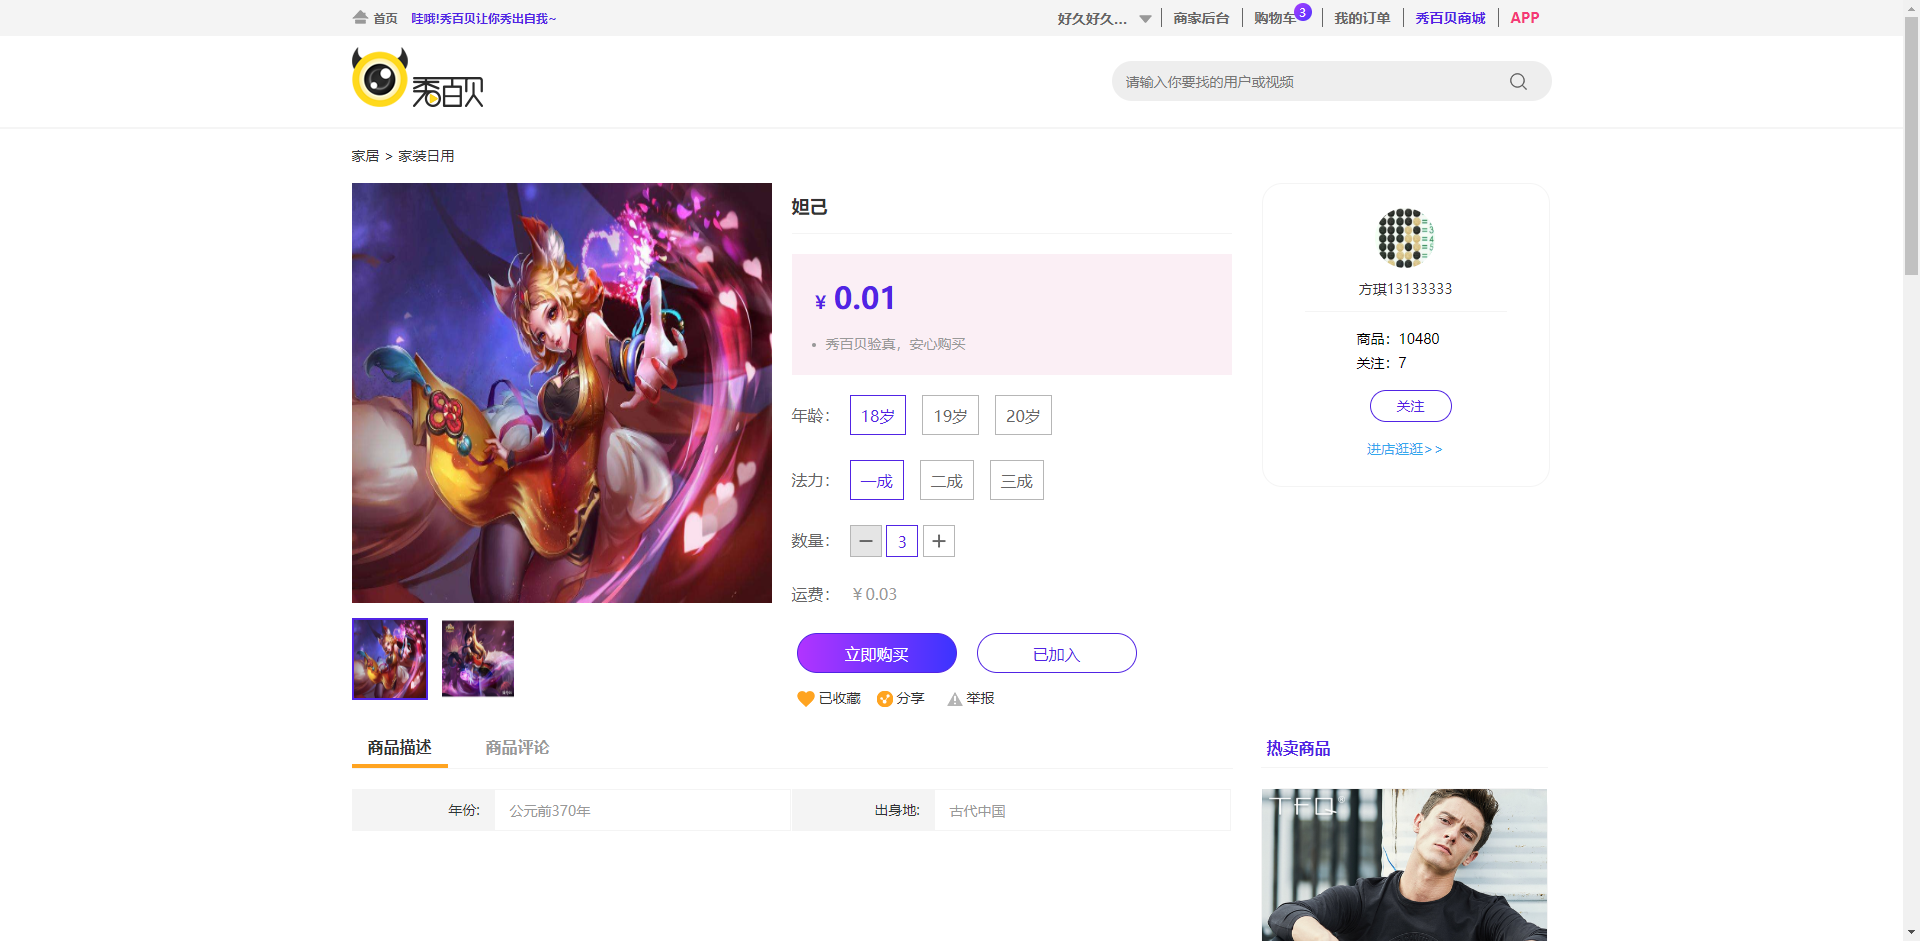 首页 哇哦!秀百贝让你秀出自我~ 好久好久... 商家后台 购物车 3 我的订单 秀百贝商城 APP
秀百贝
请输入你要找的用户或视频
家居 > 家装日用
妲己
¥ 0.01
秀百贝验真，安心购买
年龄： 18岁 19岁 20岁
法力： 一成 二成 三成
数量： － 3 ＋
运费： ¥0.03
立即购买 已加入
已收藏 分享 举报
方琪13133333
商品：10480
关注：7
关注
进店逛逛>>
商品描述 商品评论
年份: 公元前370年 出身地: 古代中国
热卖商品
TFQ